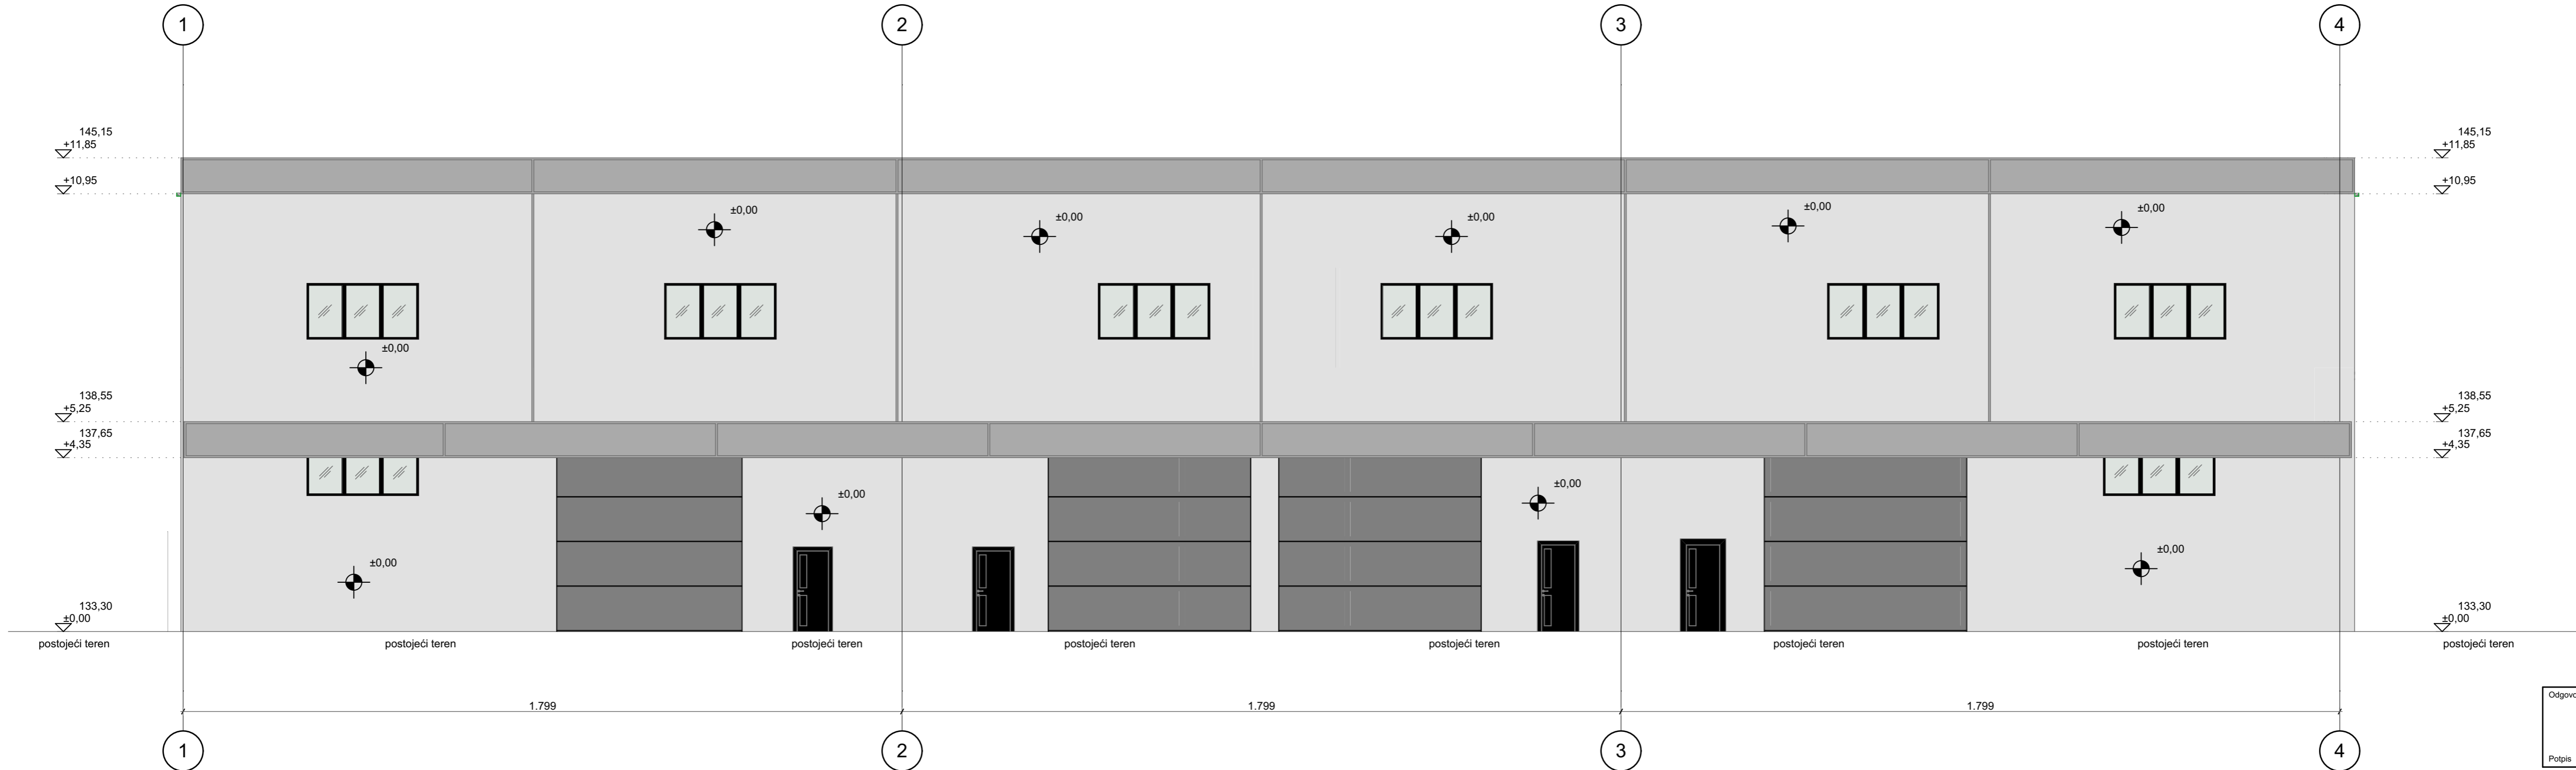 1 2 3 4
145,15 145,15
+11,85 +11,85
+10,95 +10,95
±0,00 ±0,00 ±0,00 ±0,00 ±0,00
±0,00
138,55 138,55
+5,25 +5,25
137,65 137,65
+4,35 +4,35
±0,00 ±0,00
±0,00 ±0,00
133,30 133,30
±0,00 ±0,00
postojeći teren postojeći teren postojeći teren postojeći teren postojeći teren postojeći teren postojeći teren postojeći teren
1.799 1.799 1.799
1 2 3 4
Potpis